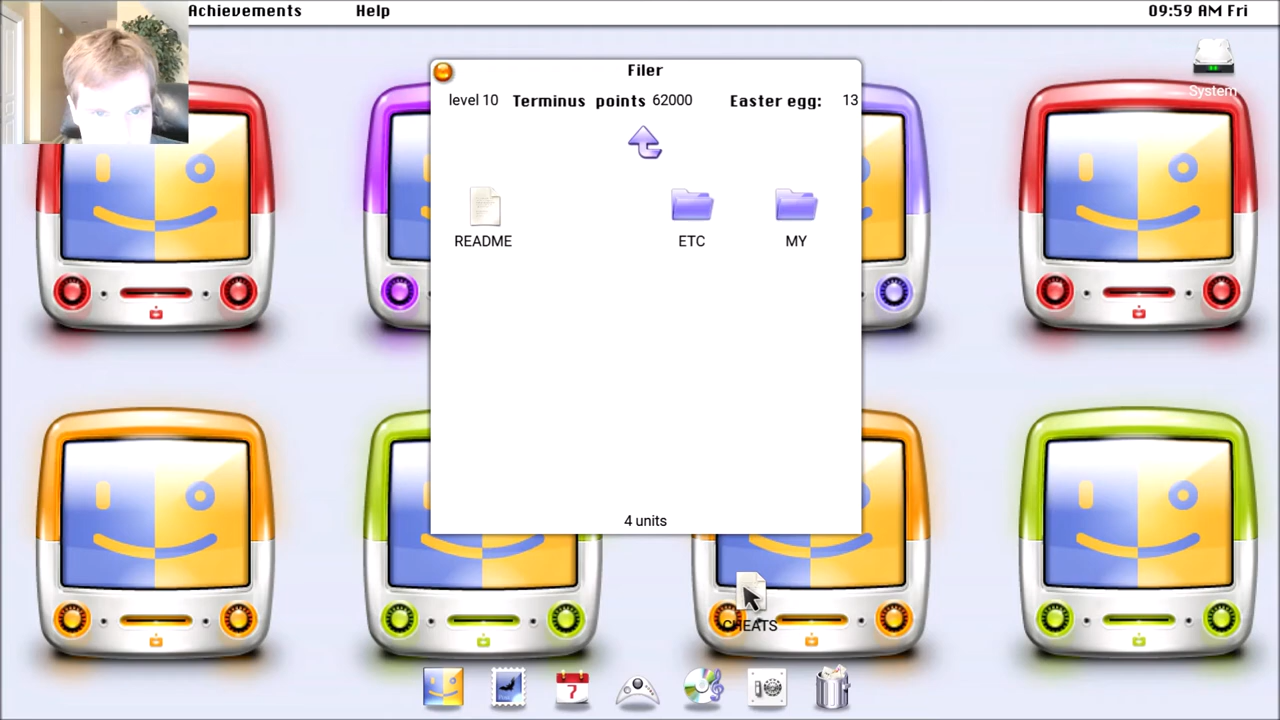 Achievements Help 09:59 AM Fri
Filer
level 10 Terminus points 62000 Easter egg: 13
System
README ETC MY
4 units
CHEATS
7